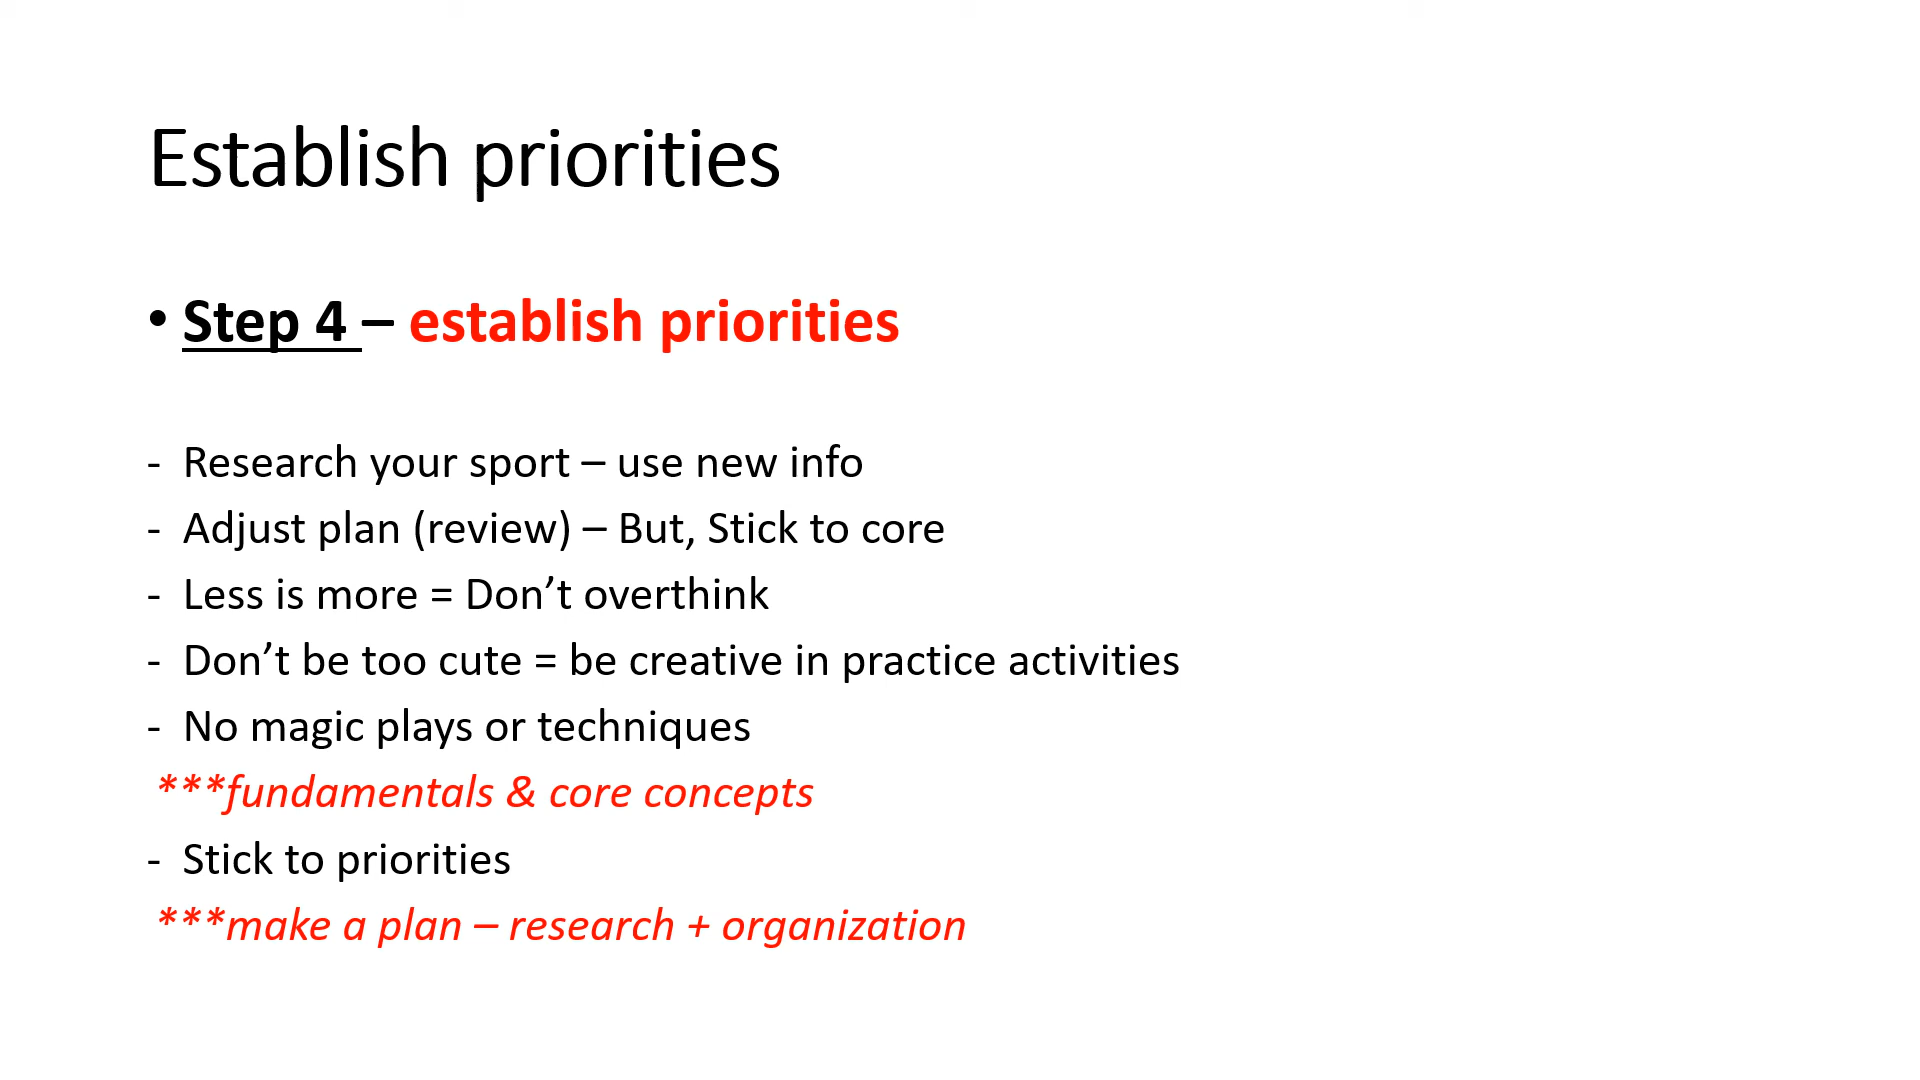 Establish priorities
• Step 4 – establish priorities
- Research your sport – use new info
- Adjust plan (review) – But, Stick to core
- Less is more = Don’t overthink
- Don’t be too cute = be creative in practice activities
- No magic plays or techniques
***fundamentals & core concepts
- Stick to priorities
***make a plan – research + organization